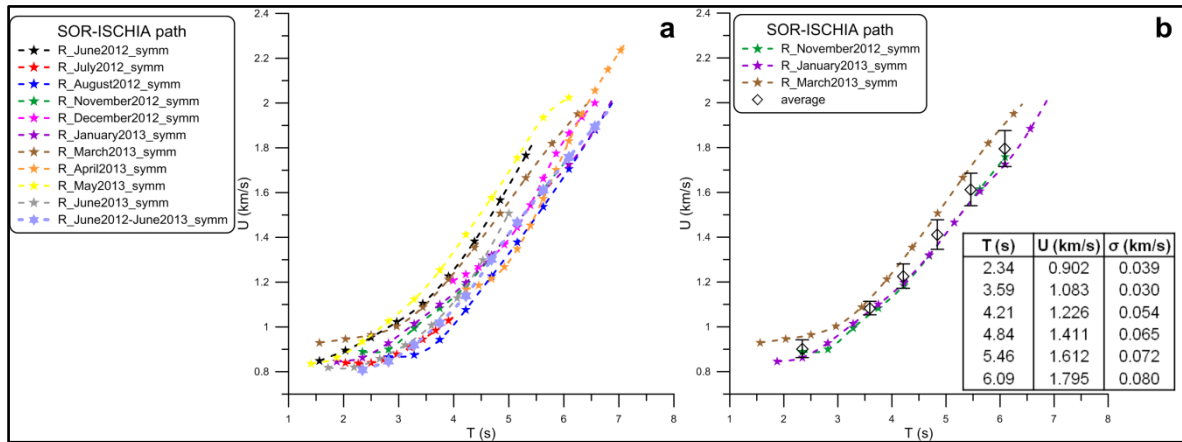 SOR-ISCHIA path
R_June2012_symm
R_July2012_symm
R_August2012_symm
R_November2012_symm
R_December2012_symm
R_January2013_symm
R_March2013_symm
R_April2013_symm
R_May2013_symm
R_June2013_symm
R_June2012-June2013_symm
a
2.4
2.2
2
1.8
1.6
1.4
1.2
1
0.8
U (km/s)
1 2 3 4 5 6 7 8
T (s)
SOR-ISCHIA path
R_November2012_symm
R_January2013_symm
R_March2013_symm
average
b
2.4
2.2
2
1.8
1.6
1.4
1.2
1
0.8
U (km/s)
T (s) U (km/s) σ (km/s)
2.34 0.902 0.039
3.59 1.083 0.030
4.21 1.226 0.054
4.84 1.411 0.065
5.46 1.612 0.072
6.09 1.795 0.080
1 2 3 4 5 6 7 8
T (s)